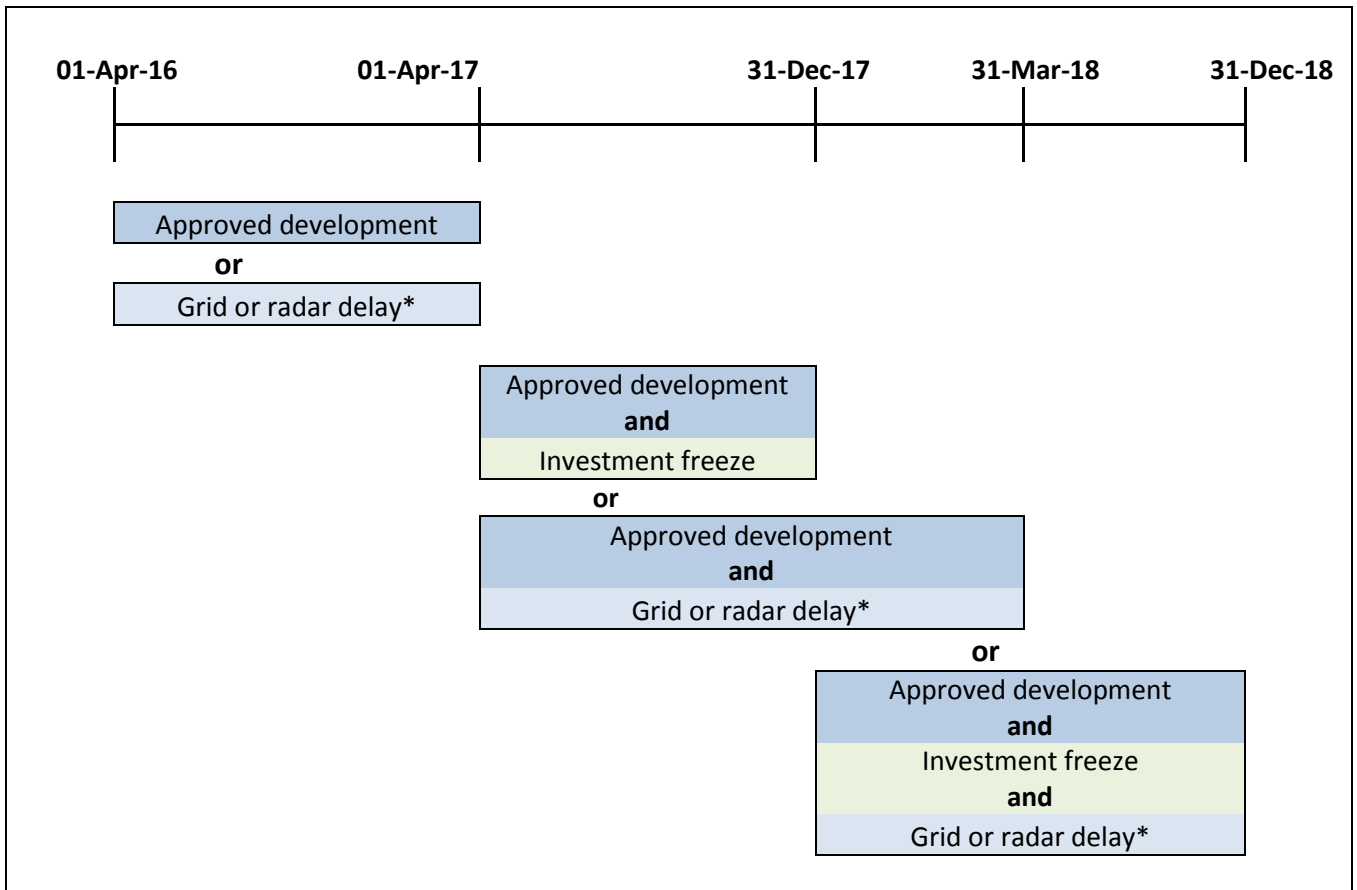 01-Apr-16 01-Apr-17 31-Dec-17 31-Mar-18 31-Dec-18
Approved development
or
Grid or radar delay*
Approved development
and
Investment freeze
or
Approved development
and
Grid or radar delay*
or
Approved development
and
Investment freeze
and
Grid or radar delay*